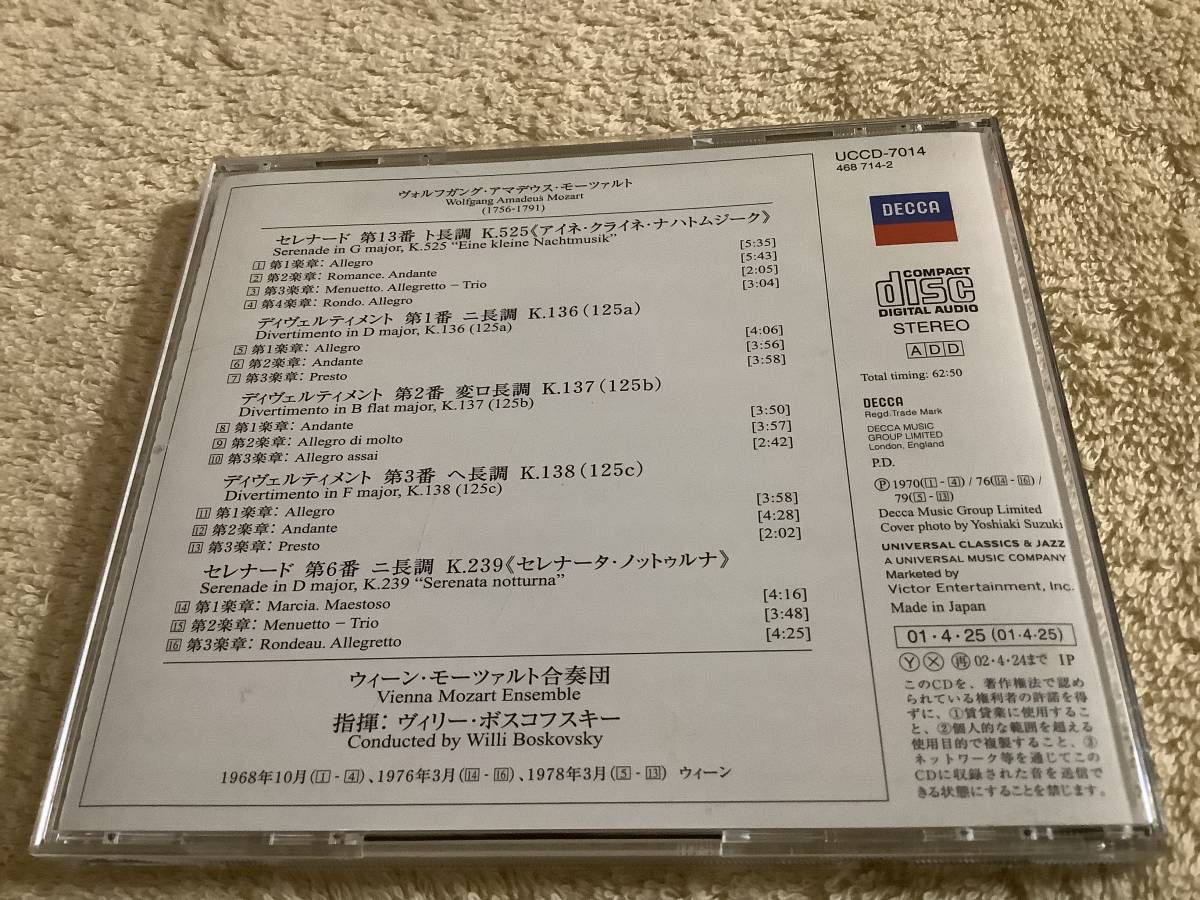 ヴォルフガング・アマデウス・モーツァルト
Wolfgang Amadeus Mozart
(1756-1791)
セレナード 第13番 ト長調 K.525《アイネ・クライネ・ナハトムジーク》
Serenade in G major, K.525 "Eine kleine Nachtmusik"
1 第1楽章: Allegro [5:35]
2 第2楽章: Romance. Andante [5:43]
3 第3楽章: Menuetto. Allegretto – Trio [2:05]
4 第4楽章: Rondo. Allegro [3:04]
ディヴェルティメント 第1番 ニ長調 K.136 (125a)
Divertimento in D major, K.136 (125a)
5 第1楽章: Allegro [4:06]
6 第2楽章: Andante [3:56]
7 第3楽章: Presto [3:58]
ディヴェルティメント 第2番 変ロ長調 K.137 (125b)
Divertimento in B flat major, K.137 (125b)
8 第1楽章: Andante [3:50]
9 第2楽章: Allegro di molto [3:57]
10 第3楽章: Allegro assai [2:42]
ディヴェルティメント 第3番 ヘ長調 K.138 (125c)
Divertimento in F major, K.138 (125c)
11 第1楽章: Allegro [3:58]
12 第2楽章: Andante [4:28]
13 第3楽章: Presto [2:02]
セレナード 第6番 ニ長調 K.239《セレナータ・ノットゥルナ》
Serenade in D major, K.239 "Serenata notturna"
14 第1楽章: Marcia. Maestoso [4:16]
15 第2楽章: Menuetto – Trio [3:48]
16 第3楽章: Rondeau. Allegretto [4:25]
ウィーン・モーツァルト合奏団
Vienna Mozart Ensemble
指揮: ヴィリー・ボスコフスキー
Conducted by Willi Boskovsky
1968年10月(1 - 4)、1976年3月(14 - 16)、1978年3月(5 - 13) ウィーン
UCCD-7014
468 714-2
DECCA
COMPACT
disc
DIGITAL AUDIO
STEREO
ADD
Total timing: 62:50
DECCA
Regd. Trade Mark
DECCA MUSIC
GROUP LIMITED
London, England
P.D.
Ⓟ 1970(1 - 4) / 76(14 - 16) /
79(5 - 13)
Decca Music Group Limited
Cover photo by Yoshiaki Suzuki
UNIVERSAL CLASSICS & JAZZ
A UNIVERSAL MUSIC COMPANY
Marketed by
Victor Entertainment, Inc.
Made in Japan
01・4・25 (01・4・25)
Ⓨ Ⓧ 再 02・4・24まで IP
このCDを、著作権法で認め
られている権利者の許諾を得
ずに、①賃貸業に使用するこ
と、②個人的な範囲を超える
使用目的で複製すること、③
ネットワーク等を通じてこの
CDに収録された音を送信で
きる状態にすることを禁じます。